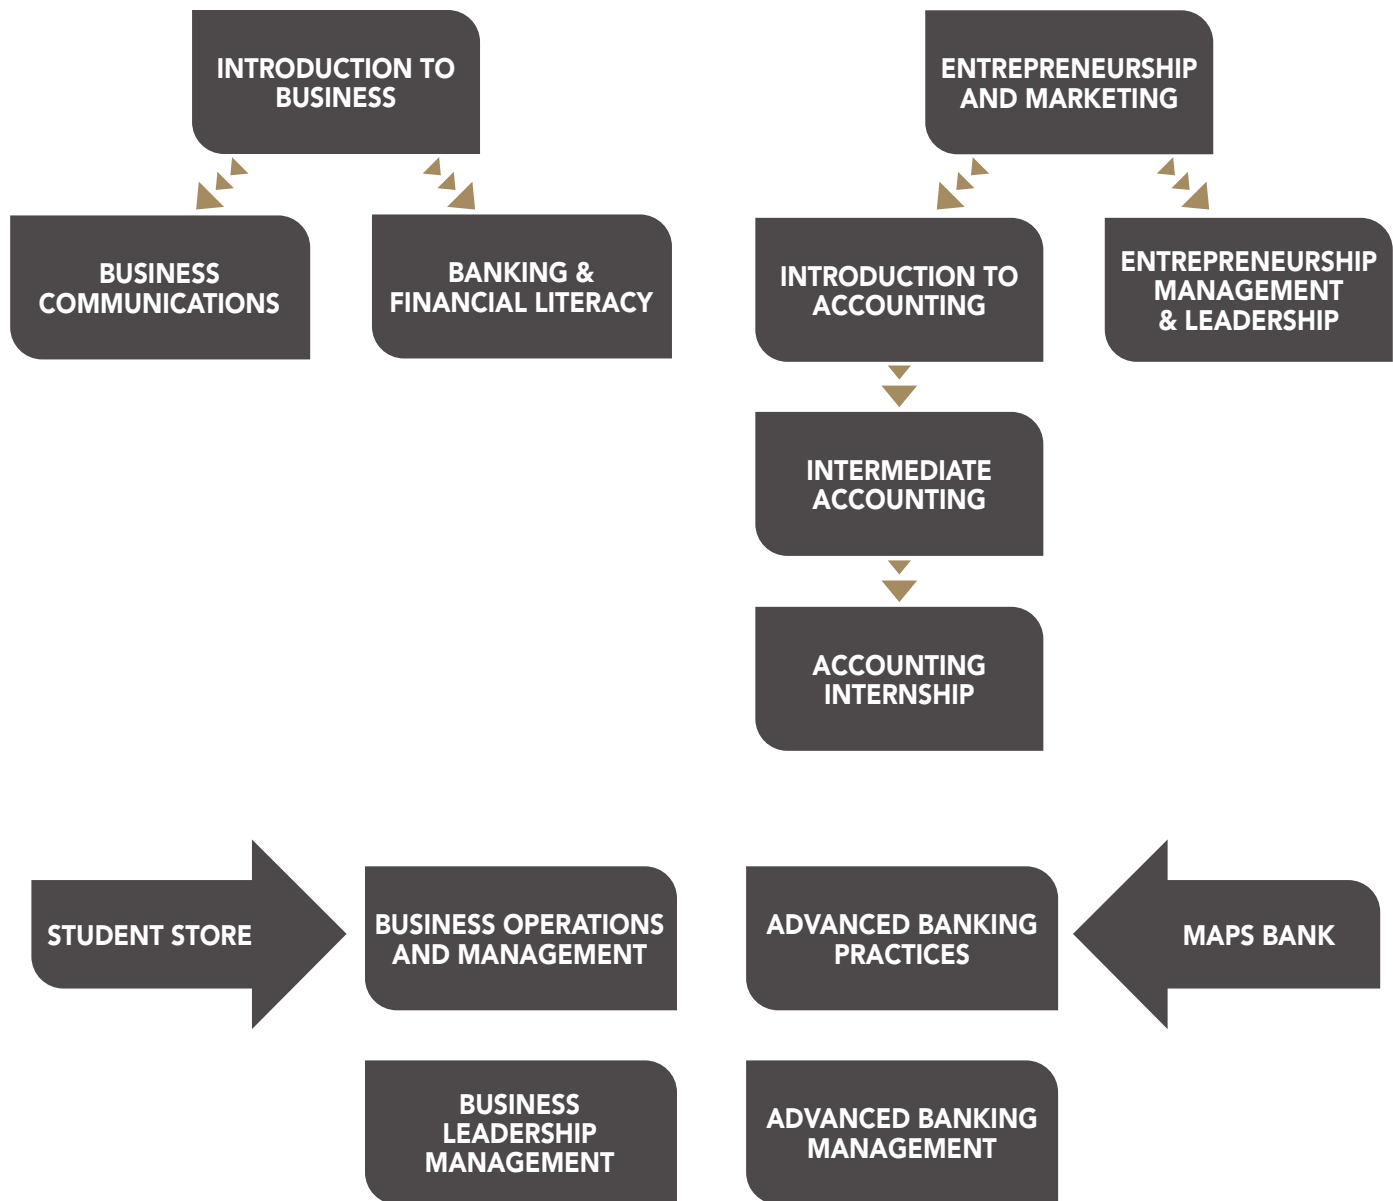 INTRODUCTION TO
BUSINESS
ENTREPRENEURSHIP
AND MARKETING
BUSINESS
COMMUNICATIONS
BANKING &
FINANCIAL LITERACY
INTRODUCTION TO
ACCOUNTING
ENTREPRENEURSHIP
MANAGEMENT
& LEADERSHIP
INTERMEDIATE
ACCOUNTING
ACCOUNTING
INTERNSHIP
STUDENT STORE
BUSINESS OPERATIONS
AND MANAGEMENT
ADVANCED BANKING
PRACTICES
MAPS BANK
BUSINESS
LEADERSHIP
MANAGEMENT
ADVANCED BANKING
MANAGEMENT